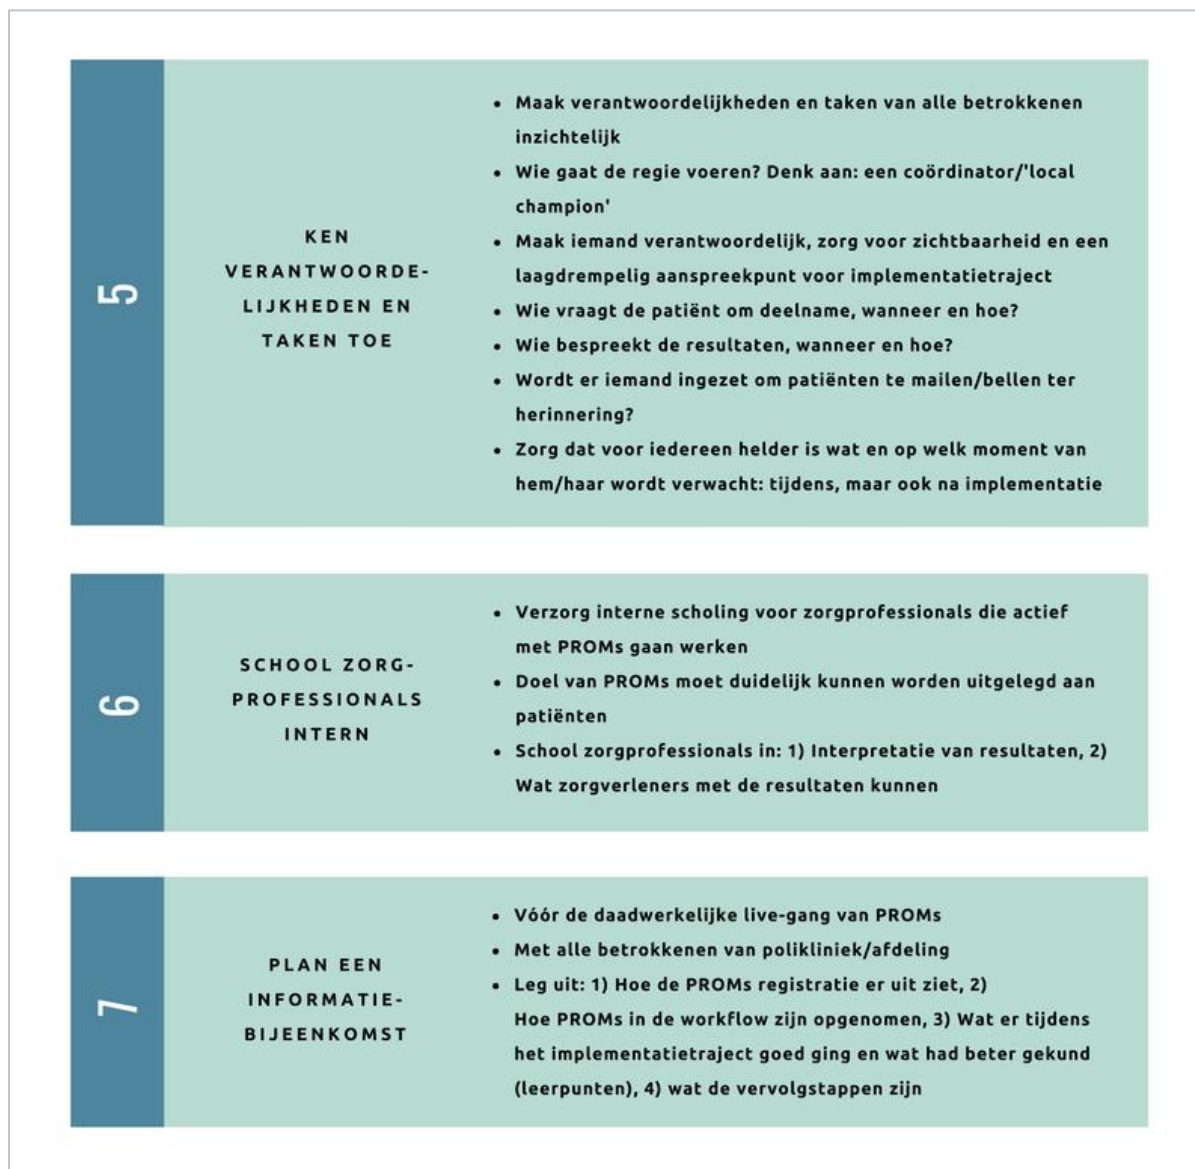 5
KEN
VERANTWOORDE-
LIJKHEDEN EN
TAKEN TOE
• Maak verantwoordelijkheden en taken van alle betrokkenen
inzichtelijk
• Wie gaat de regie voeren? Denk aan: een coördinator/'local
champion'
• Maak iemand verantwoordelijk, zorg voor zichtbaarheid en een
laagdrempelig aanspreekpunt voor implementatietraject
• Wie vraagt de patiënt om deelname, wanneer en hoe?
• Wie bespreekt de resultaten, wanneer en hoe?
• Wordt er iemand ingezet om patiënten te mailen/bellen ter
herinnering?
• Zorg dat voor iedereen helder is wat en op welk moment van
hem/haar wordt verwacht: tijdens, maar ook na implementatie
6
SCHOOL ZORG-
PROFESSIONALS
INTERN
• Verzorg interne scholing voor zorgprofessionals die actief
met PROMs gaan werken
• Doel van PROMs moet duidelijk kunnen worden uitgelegd aan
patiënten
• School zorgprofessionals in: 1) Interpretatie van resultaten, 2)
Wat zorgverleners met de resultaten kunnen
7
PLAN EEN
INFORMATIE-
BIJEENKOMST
• Vóór de daadwerkelijke live-gang van PROMs
• Met alle betrokkenen van polikliniek/afdeling
• Leg uit: 1) Hoe de PROMs registratie er uit ziet, 2)
Hoe PROMs in de workflow zijn opgenomen, 3) Wat er tijdens
het implementatietraject goed ging en wat had beter gekund
(leerpunten), 4) wat de vervolgstappen zijn